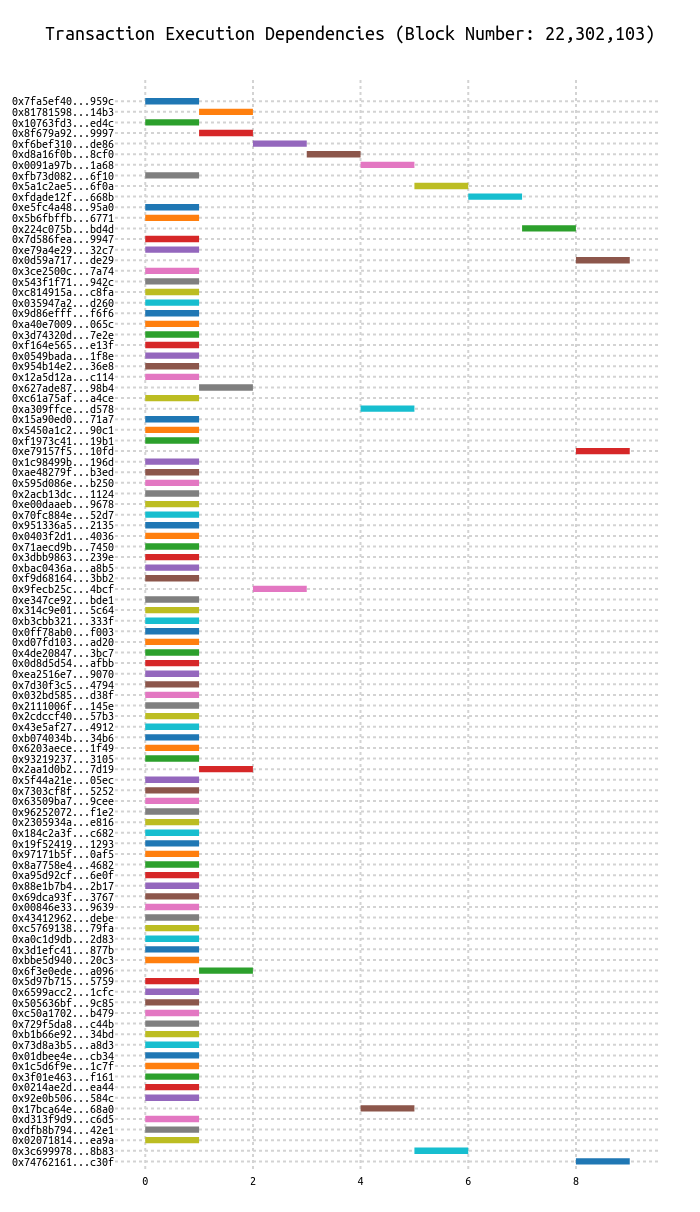 Transaction Execution Dependencies (Block Number: 22,302,103)
0x7fa5ef40...959c
0x81781598...14b3
0x10763fd3...ed4c
0x8f679a92...9997
0xf6bef310...de86
0xd8a16f0b...8cf0
0x0091a97b...1a68
0xfb73d082...6f10
0x5a1c2ae5...6f0a
0xfdade12f...668b
0xe5fc4a48...95a0
0x5b6fbffb...6771
0x224c075b...bd4d
0x7d586fea...9947
0xe79a4e29...32c7
0x0d59a717...de29
0x3ce2500c...7a74
0x543f1f71...942c
0xc814915a...c8fa
0x035947a2...d260
0x9d86efff...f6f6
0xa40e7009...065c
0x3d74320d...7e2e
0xf164e565...e13f
0x0549bada...1f8e
0x954b14e2...36e8
0x12a5d12a...c114
0x627ade87...98b4
0xc61a75af...a4ce
0xa309ffce...d578
0x15a90ed0...71a7
0x5450a1c2...90c1
0xf1973c41...19b1
0xe79157f5...10fd
0x1c98499b...196d
0xae48279f...b3ed
0x595d086e...b250
0x2acb13dc...1124
0xe00daaeb...9678
0x70fc884e...52d7
0x951336a5...2135
0x0403f2d1...4036
0x71aecd9b...7450
0x3dbb9863...239e
0xbac0436a...a8b5
0xf9d68164...3bb2
0x9fecb25c...4bcf
0xe347ce92...bde1
0x314c9e01...5c64
0xb3cbb321...333f
0x0ff78ab0...f003
0xd07fd103...ad20
0x4de20847...3bc7
0x0d8d5d54...afbb
0xea2516e7...9070
0x7d30f3c5...4794
0x032bd585...d38f
0x2111006f...145e
0x2cdccf40...57b3
0x43e5af27...4912
0xb074034b...34b6
0x6203aece...1f49
0x93219237...3105
0x2aa1d0b2...7d19
0x5f44a21e...05ec
0x7303cf8f...5252
0x63509ba7...9cee
0x96252072...f1e2
0x2305934a...e816
0x184c2a3f...c682
0x19f52419...1293
0x97171b5f...0af5
0x8a7758e4...4682
0xa95d92cf...6e0f
0x88e1b7b4...2b17
0x69dca93f...3767
0x00846e33...9639
0x43412962...debe
0xc5769138...79fa
0xa0c1d9db...2d83
0x3d1efc41...877b
0xbbe5d940...20c3
0x6f3e0ede...a096
0x5d97b715...5759
0x6599acc2...1cfc
0x505636bf...9c85
0xc50a1702...b479
0x729f5da8...c44b
0xb1b66e92...34bd
0x73d8a3b5...a8d3
0x01dbee4e...cb34
0x1c5d6f9e...1c7f
0x3f01e463...f161
0x0214ae2d...ea44
0x92e0b506...584c
0x17bca64e...68a0
0xd313f9d9...c6d5
0xdfb8b794...42e1
0x02071814...ea9a
0x3c699978...8b83
0x74762161...c30f
0 2 4 6 8